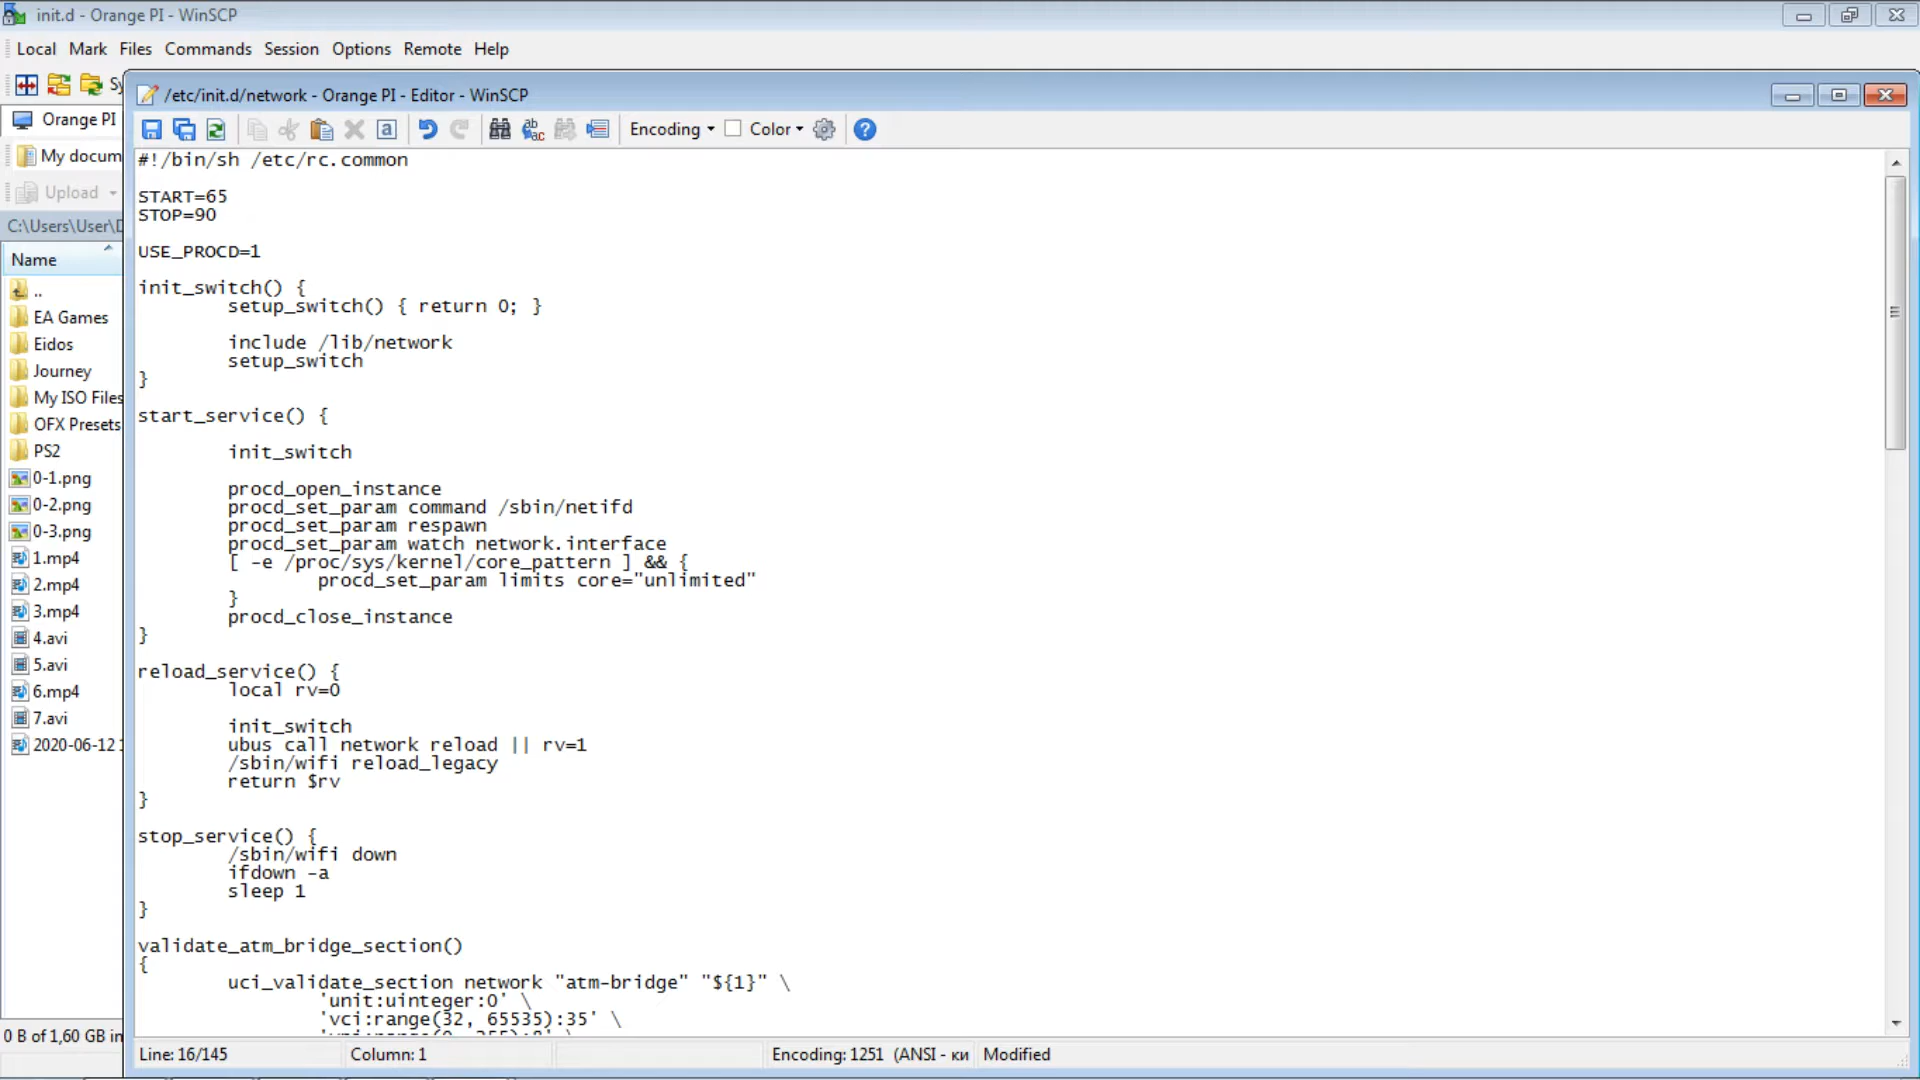 init.d - Orange PI - WinSCP
Local Mark Files Commands Session Options Remote Help
/etc/init.d/network - Orange PI - Editor - WinSCP
Orange PI
My docum
Upload
C:\Users\User\D
Name
..
EA Games
Eidos
Journey
My ISO Files
OFX Presets
PS2
0-1.png
0-2.png
0-3.png
1.mp4
2.mp4
3.mp4
4.avi
5.avi
6.mp4
7.avi
2020-06-12
0 B of 1,60 GB in
Encoding Color
#!/bin/sh /etc/rc.common
START=65
STOP=90
USE_PROCD=1
init_switch() {
setup_switch() { return 0; }
include /lib/network
setup_switch
}
start_service() {
init_switch
procd_open_instance
procd_set_param command /sbin/netifd
procd_set_param respawn
procd_set_param watch network.interface
[ -e /proc/sys/kernel/core_pattern ] && {
procd_set_param limits core="unlimited"
}
procd_close_instance
}
reload_service() {
local rv=0
init_switch
ubus call network reload || rv=1
/sbin/wifi reload_legacy
return $rv
}
stop_service() {
/sbin/wifi down
ifdown -a
sleep 1
}
validate_atm_bridge_section()
{
uci_validate_section network "atm-bridge" "${1}" \
'unit:uinteger:0' \
'vci:range(32, 65535):35' \
Line: 16/145 Column: 1 Encoding: 1251 (ANSI - ки Modified